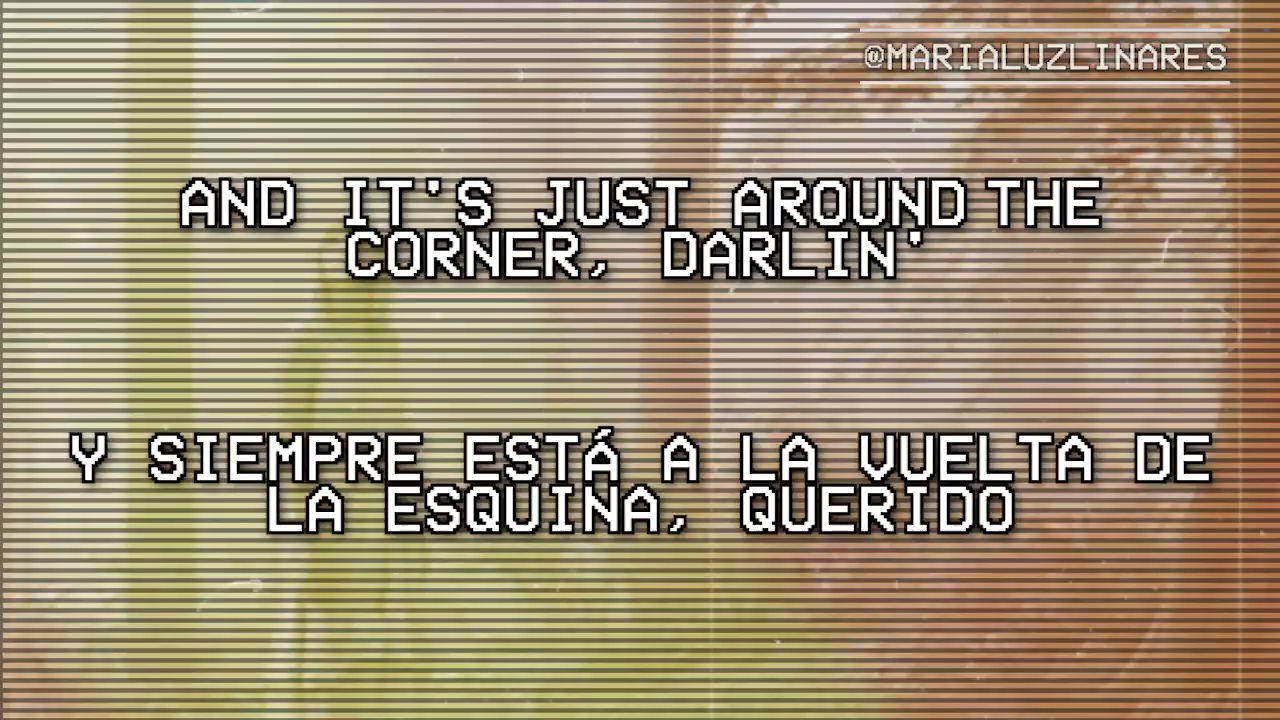 @MARIALUZLINARES
AND IT'S JUST AROUND THE
CORNER, DARLIN'
Y SIEMPRE ESTÁ A LA VUELTA DE
LA ESQUINA, QUERIDO